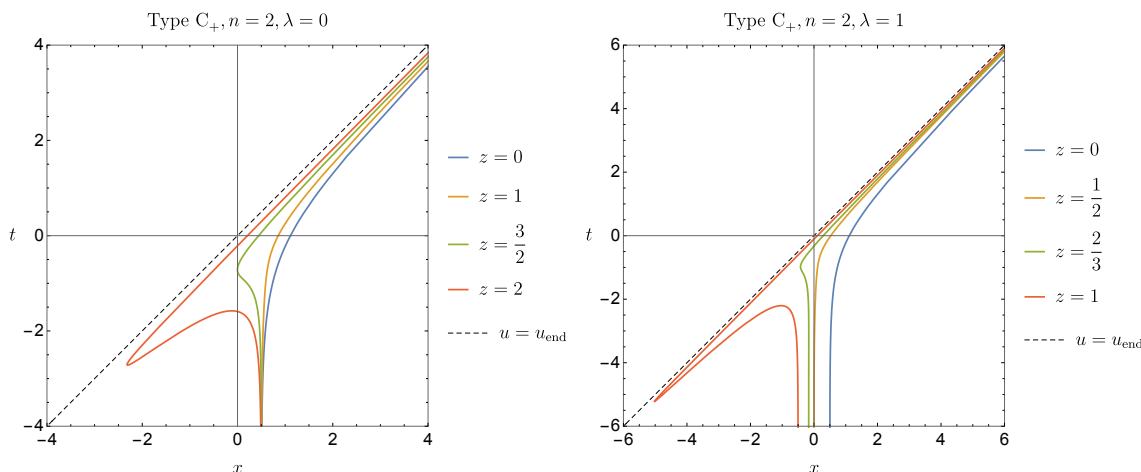 Type C₊, n = 2, λ = 0
4
2
0
−2
−4
t
−4
−2
0
2
4
x
z = 0
z = 1
z = 3/2
z = 2
u = u_end
Type C₊, n = 2, λ = 1
6
4
2
0
−2
−4
−6
t
−6
−4
−2
0
2
4
6
x
z = 0
z = 1/2
z = 2/3
z = 1
u = u_end